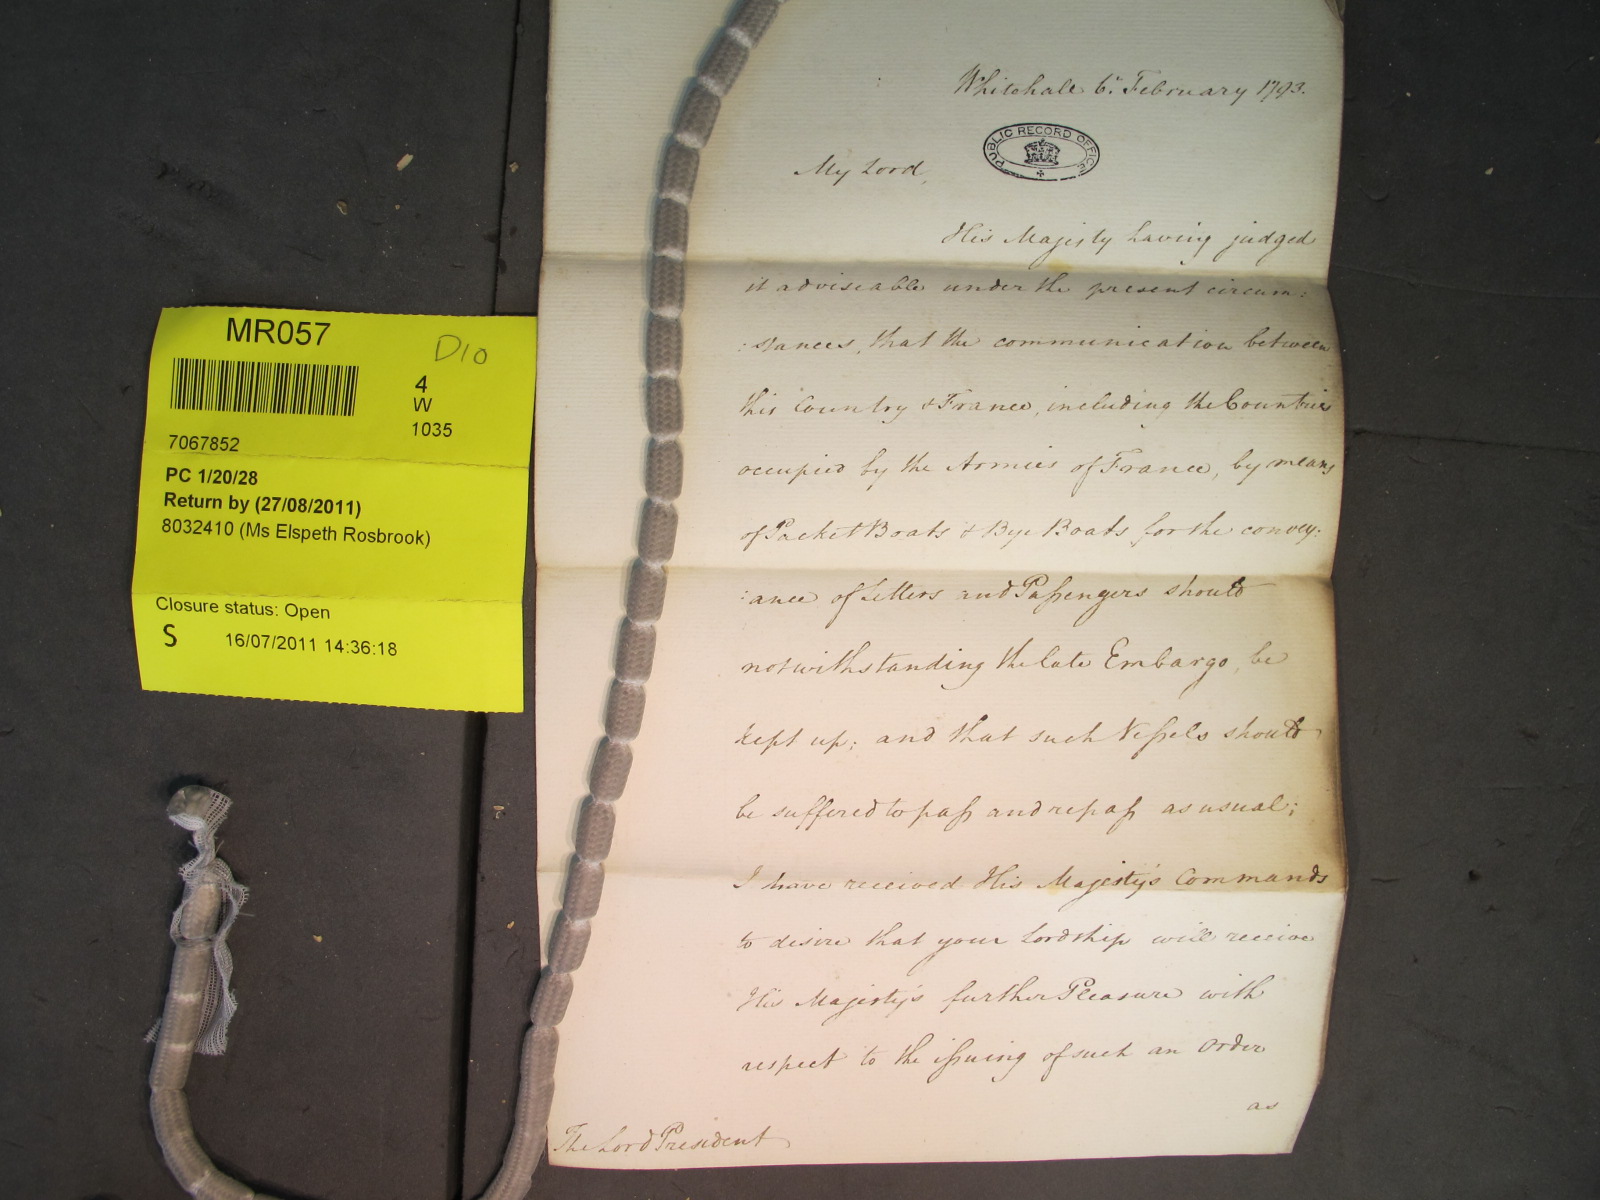 MR057
D10
4
W
1035
7067852
PC 1/20/28
Return by (27/08/2011)
8032410 (Ms Elspeth Rosbrook)
Closure status: Open
S 16/07/2011 14:36:18
Whitehall 6th February 1793.
PUBLIC RECORD OFFICE
My Lord,
His Majesty having judged
it adviseable under the present circum:
:stances, that the communication between
this Country & France, including the Countries
occupied by the Armies of France, by means
of Packet Boats & Bye Boats for the convey:
:ance of Letters and Paſsengers should
notwithstanding the late Embargo, be
kept up; and that such Veſsels should
be suffered to paſs and repaſs as usual;
I have received His Majesty's Commands
to desire that your Lordship will receive
His Majesty's further Pleasure with
respect to the iſsuing of such an Order
as
The Lord President